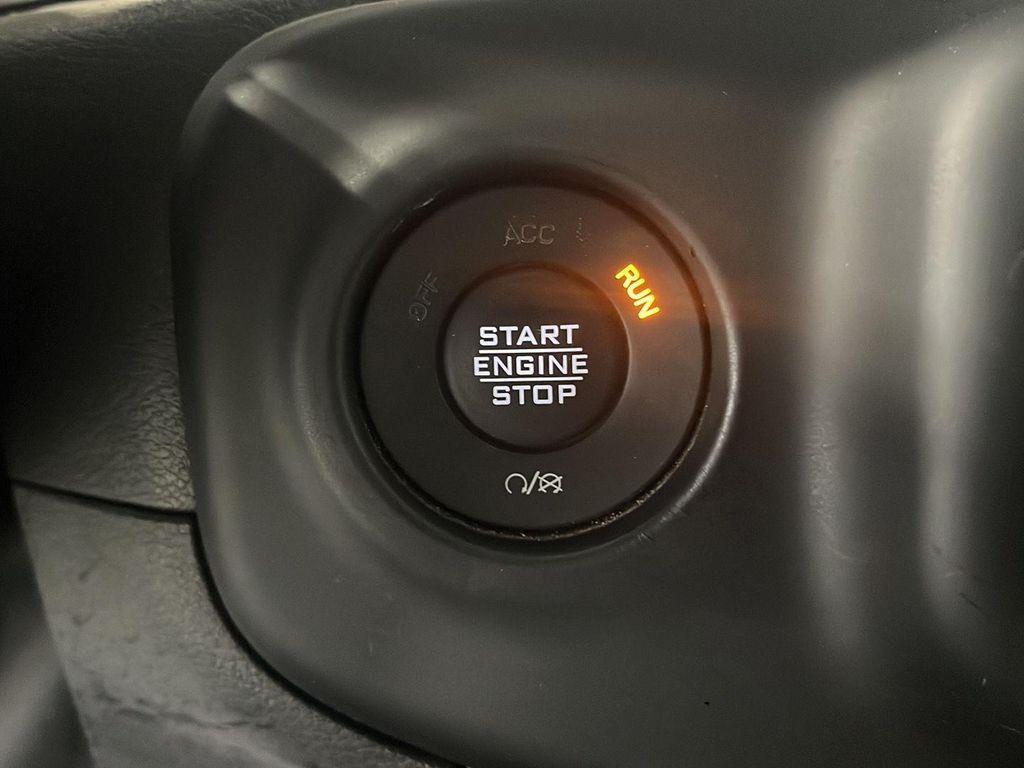 ACC
OFF
RUN
START
ENGINE
STOP